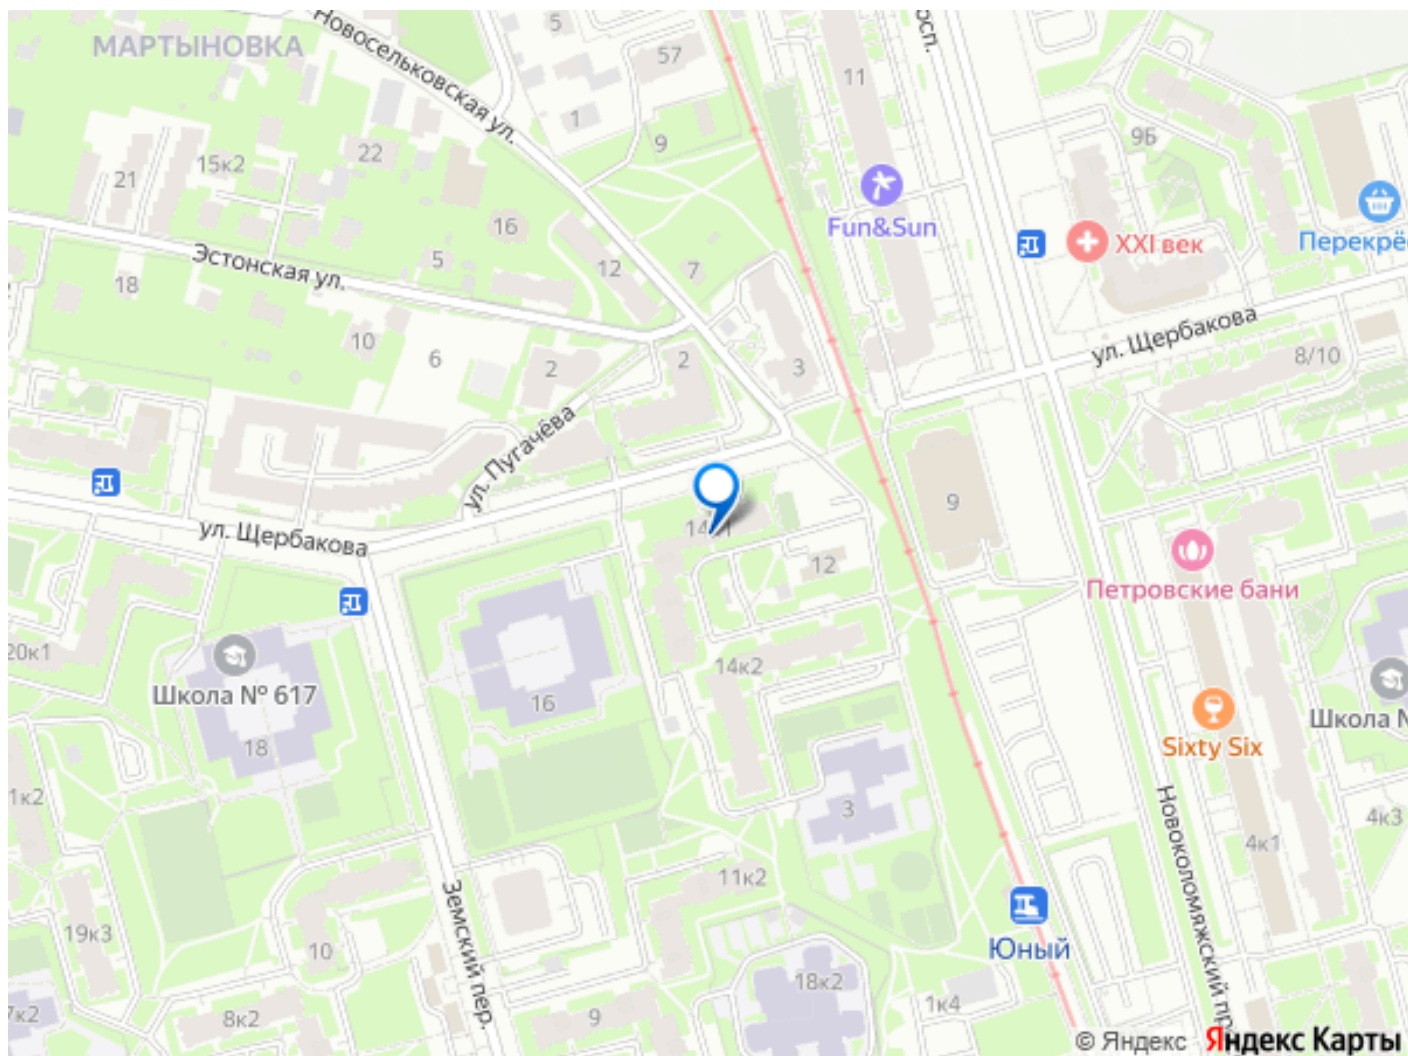 МАРТЫНОВКА
Новосельковская ул.
5
57
1
9
11
просп.
9Б
22
15к2
21
Fun&Sun
XXI век
Перекрё
16
5
12
7
Эстонская ул.
18
10
6
2
2
3
ул. Щербакова
8/10
ул. Пугачёва
ул. Щербакова
9
12
Петровские бани
20к1
Школа № 617
18
16
14к2
3
Sixty Six
Школа №
1к2
4к3
4к1
11к2
19к3
10
Земский пер.
Новоколомяжский пр
Юный
18к2
1к4
7к2
8к2
9
© Яндекс Яндекс Карты